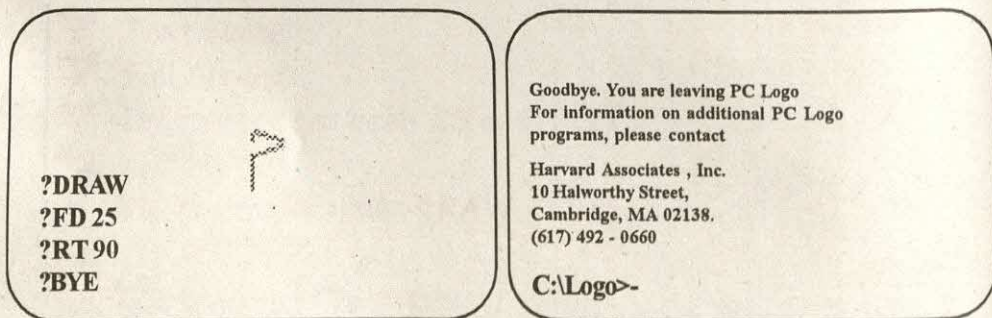 ?DRAW
?FD 25
?RT 90
?BYE
Goodbye. You are leaving PC Logo
For information on additional PC Logo
programs, please contact
Harvard Associates , Inc.
10 Halworthy Street,
Cambridge, MA 02138.
(617) 492 - 0660
C:\Logo>-